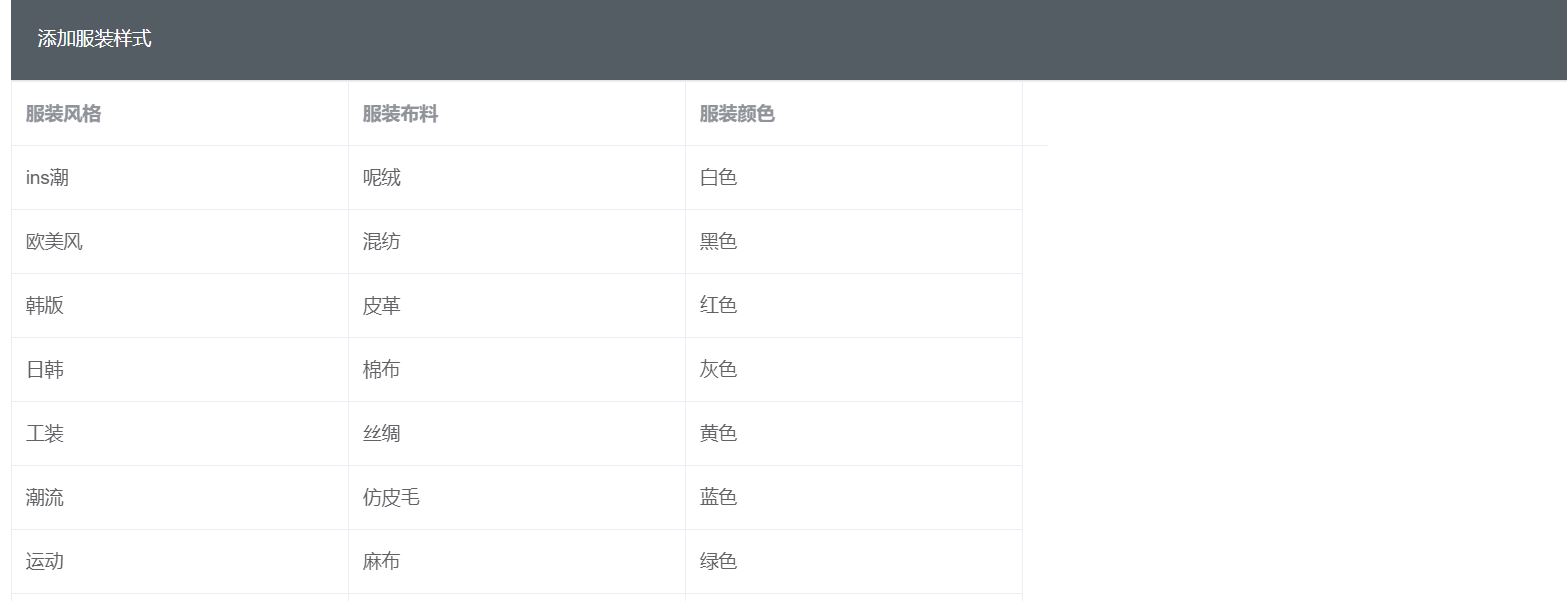 添加服装样式
服装风格 服装布料 服装颜色
ins潮 呢绒 白色
欧美风 混纺 黑色
韩版 皮革 红色
日韩 棉布 灰色
工装 丝绸 黄色
潮流 仿皮毛 蓝色
运动 麻布 绿色